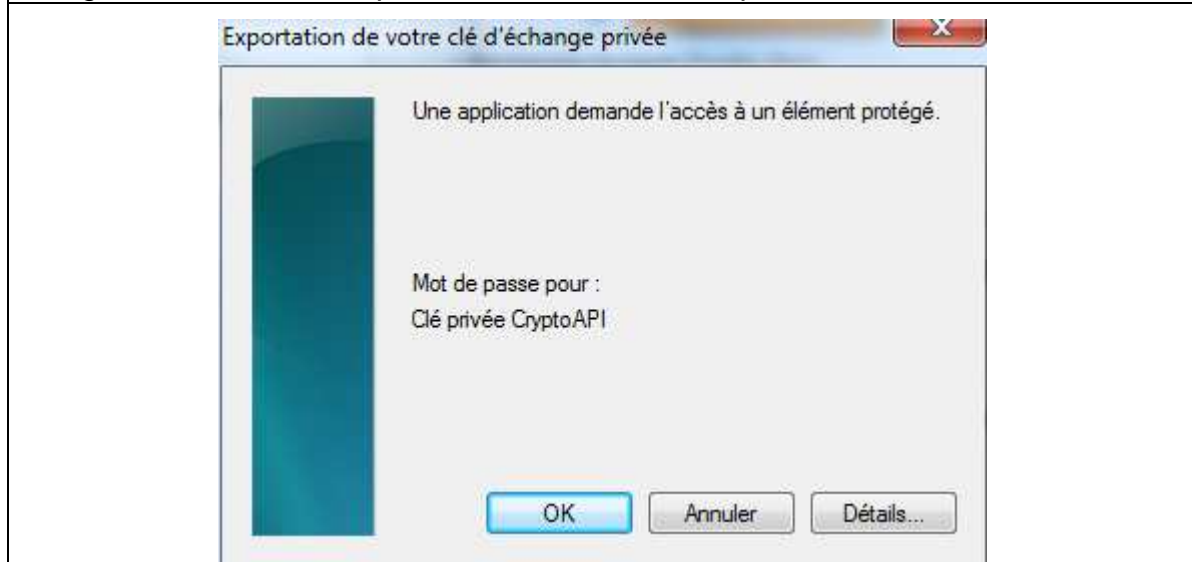 Exportation de votre clé d'échange privée
Une application demande l'accès à un élément protégé.
Mot de passe pour :
Clé privée CryptoAPI
OK
Annuler
Détails...